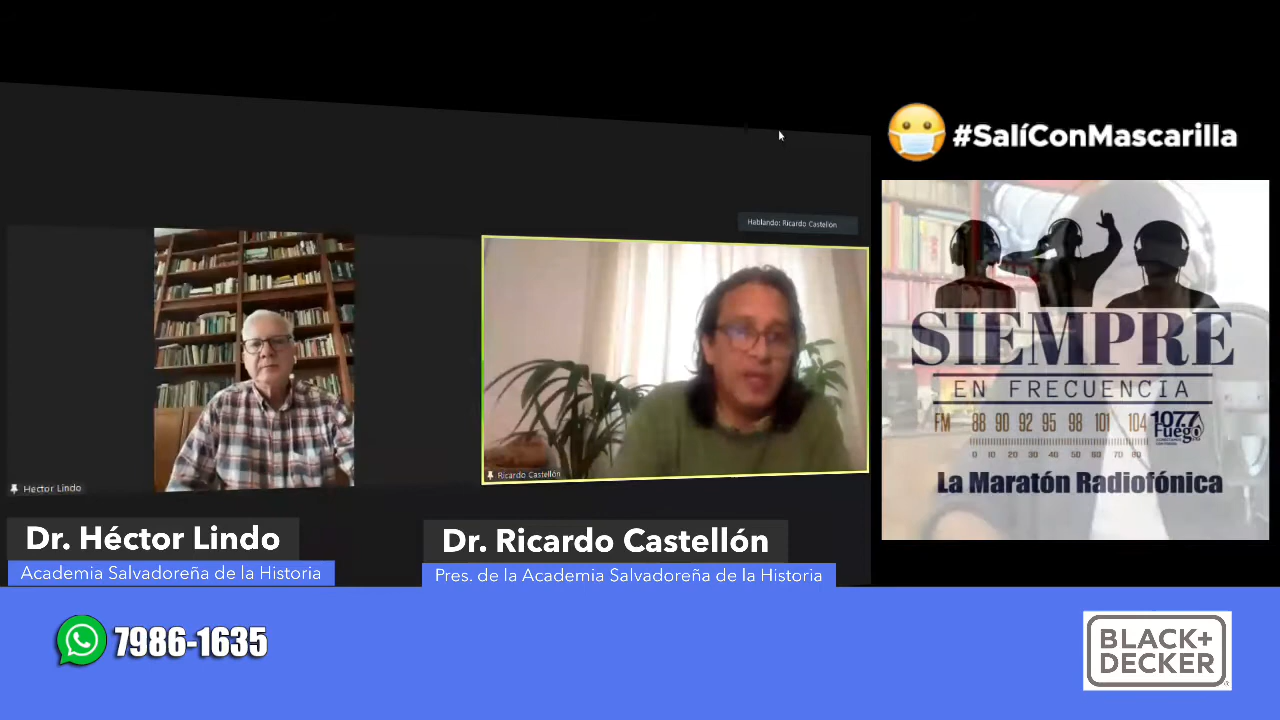 #SalíConMascarilla
Hablando: Ricardo Castellón
SIEMPRE
EN FRECUENCIA
FM 88 90 92 95 98 101 104
107.7
Fuego
0 10 20 30 40 50 60 70 80
La Maratón Radiofónica
Hector Lindo
Ricardo Castellón
Dr. Héctor Lindo
Academia Salvadoreña de la Historia
Dr. Ricardo Castellón
Pres. de la Academia Salvadoreña de la Historia
7986-1635
BLACK+
DECKER